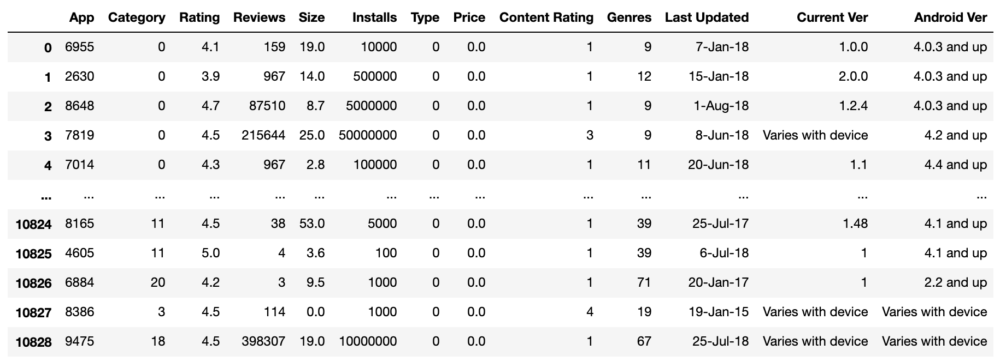 App Category Rating Reviews Size Installs Type Price Content Rating Genres Last Updated Current Ver Android Ver
0 6955 0 4.1 159 19.0 10000 0 0.0 1 9 7-Jan-18 1.0.0 4.0.3 and up
1 2630 0 3.9 967 14.0 500000 0 0.0 1 12 15-Jan-18 2.0.0 4.0.3 and up
2 8648 0 4.7 87510 8.7 5000000 0 0.0 1 9 1-Aug-18 1.2.4 4.0.3 and up
3 7819 0 4.5 215644 25.0 50000000 0 0.0 3 9 8-Jun-18 Varies with device 4.2 and up
4 7014 0 4.3 967 2.8 100000 0 0.0 1 11 20-Jun-18 1.1 4.4 and up
... ... ... ... ... ... ... ... ... ... ... ... ... ...
10824 8165 11 4.5 38 53.0 5000 0 0.0 1 39 25-Jul-17 1.48 4.1 and up
10825 4605 11 5.0 4 3.6 100 0 0.0 1 39 6-Jul-18 1 4.1 and up
10826 6884 20 4.2 3 9.5 1000 0 0.0 1 71 20-Jan-17 1 2.2 and up
10827 8386 3 4.5 114 0.0 1000 0 0.0 4 19 19-Jan-15 Varies with device Varies with device
10828 9475 18 4.5 398307 19.0 10000000 0 0.0 1 67 25-Jul-18 Varies with device Varies with device